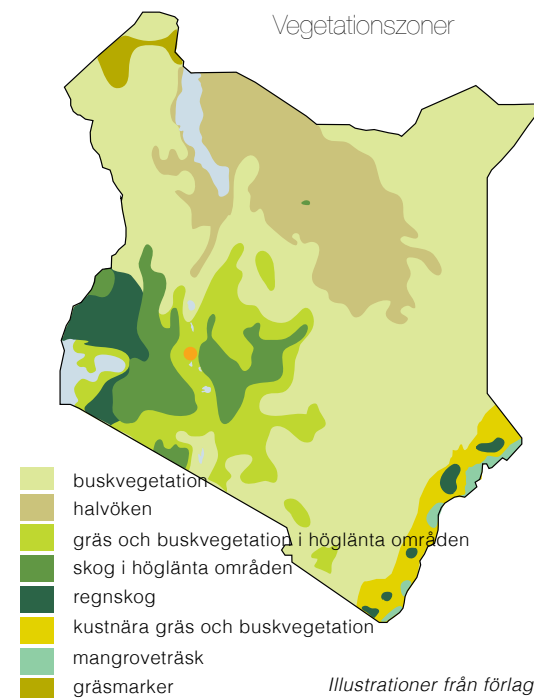 Vegetationszoner
buskvegetation
halvöken
gräs och buskvegetation i höglänta områden
skog i höglänta områden
regnskog
kustnära gräs och buskvegetation
mangroveträsk
gräsmarker
Illustrationer från förlag